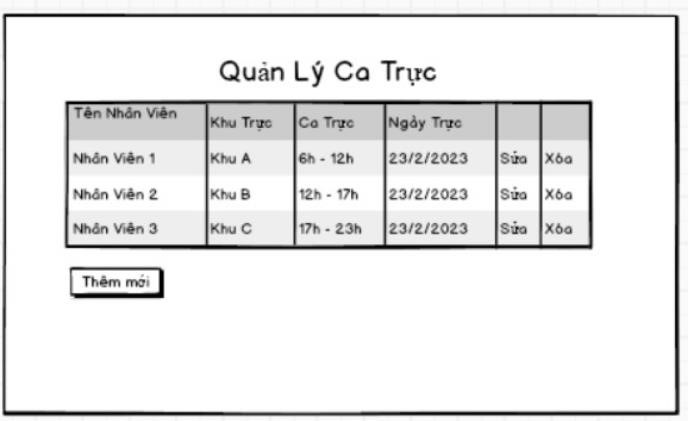 Quản Lý Ca Trực
Tên Nhân Viên Khu Trực Ca Trực Ngày Trực
Nhân Viên 1 Khu A 6h - 12h 23/2/2023 Sửa Xóa
Nhân Viên 2 Khu B 12h - 17h 23/2/2023 Sửa Xóa
Nhân Viên 3 Khu C 17h - 23h 23/2/2023 Sửa Xóa
Thêm mới